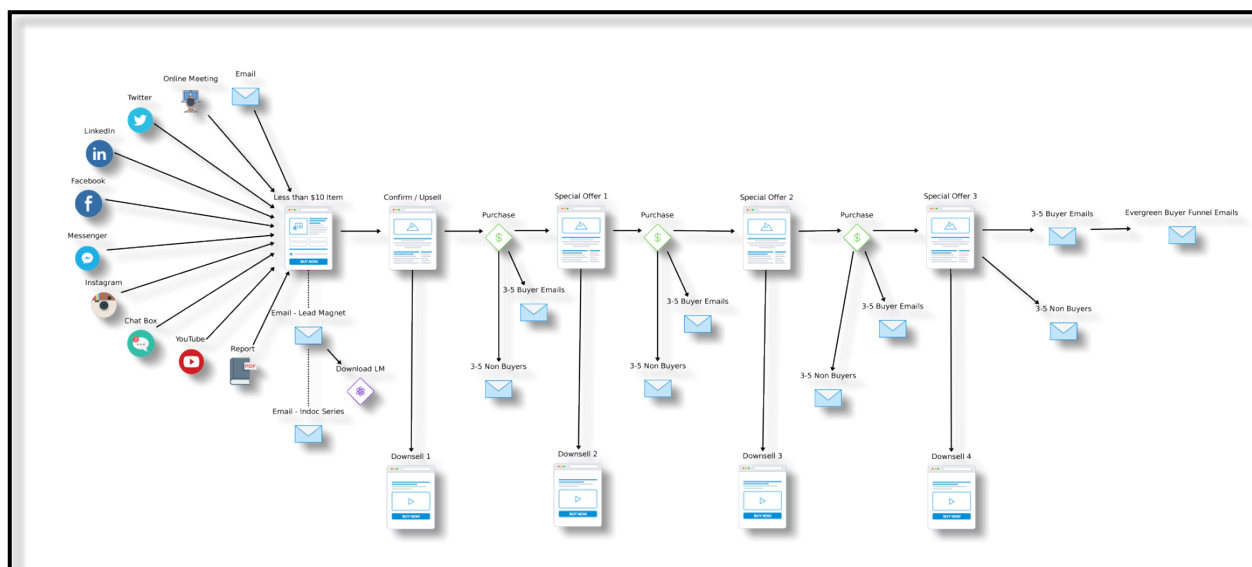 Email
Online Meeting
Twitter
LinkedIn
in
Facebook
f
Messenger
Instagram
Chat Box
YouTube
Report
PDF
Less than $10 Item
BUY NOW
Email - Lead Magnet
Download LM
Email - Indoc Series
Confirm / Upsell
Downsell 1
BUY NOW
Purchase
$
3-5 Buyer Emails
3-5 Non Buyers
Special Offer 1
Downsell 2
BUY NOW
Purchase
$
3-5 Buyer Emails
3-5 Non Buyers
Special Offer 2
Downsell 3
BUY NOW
Purchase
$
3-5 Buyer Emails
3-5 Non Buyers
Special Offer 3
Downsell 4
BUY NOW
3-5 Buyer Emails
Evergreen Buyer Funnel Emails
3-5 Non Buyers